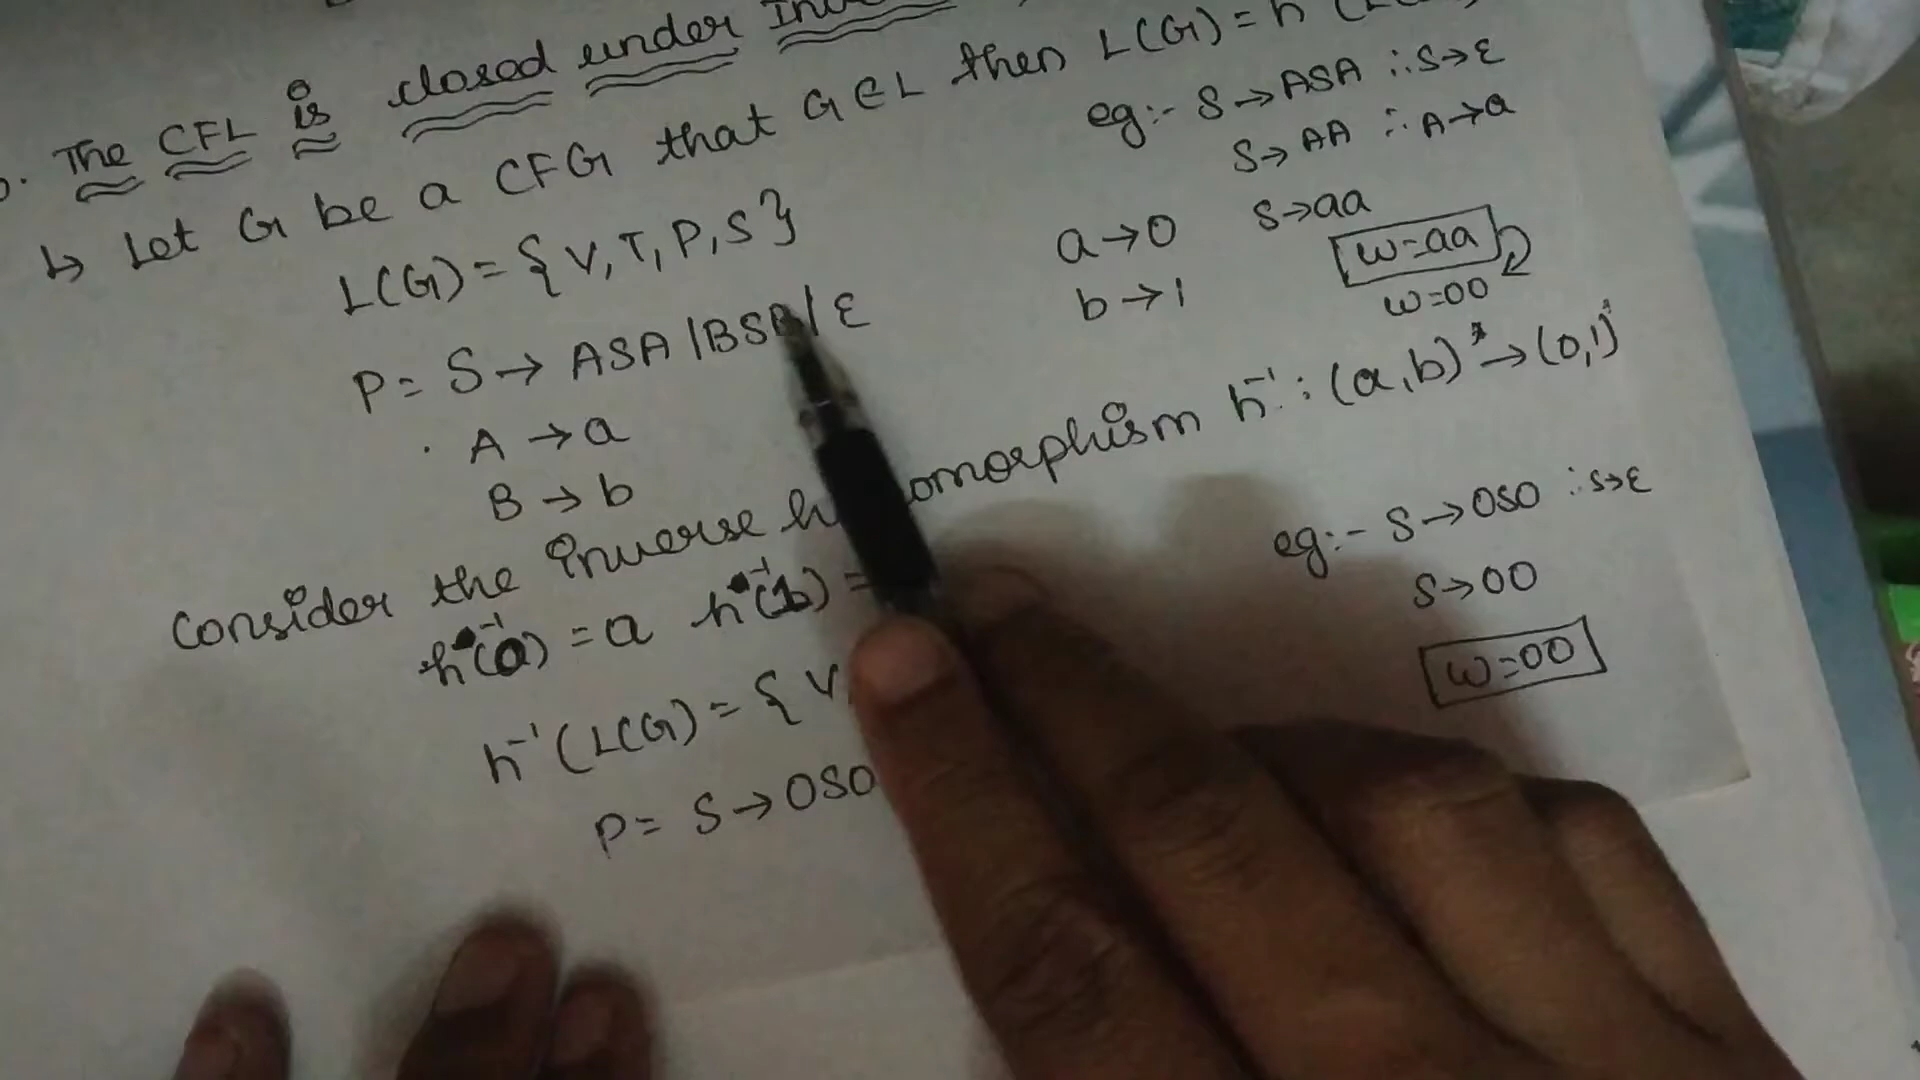 The CFL is closed under
↳ Let G be a CFG that G∈L then L(G)=h
L(G)={V,T,P,S}
P= S→ ASA |BSB| ε
A →a
B →b
eg:- S→ASA ∴S→ε
S→AA ∴A→a
S→aa
a→0
b→1
w=aa
w=00
Consider the inverse homomorphism h⁻¹:(a,b)*→(0,1)*
h⁻¹(0)=a h⁻¹(1)=
h⁻¹(L(G)={V,
P= S→0S0
eg:- S→0S0 ∴S→ε
S→00
w=00